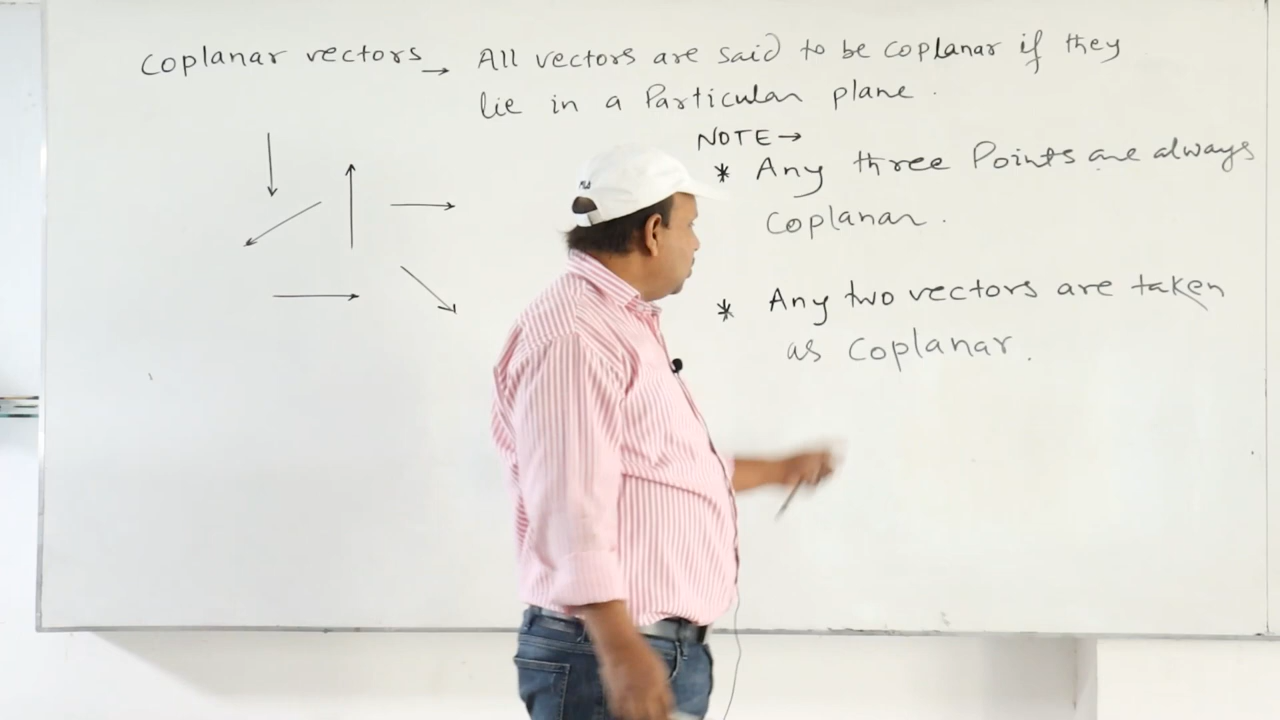 Coplanar vectors → All vectors are said to be coplanar if they
lie in a Particular plane.
NOTE →
* Any three Points are always
Coplanar.
* Any two vectors are taken
as Coplanar.